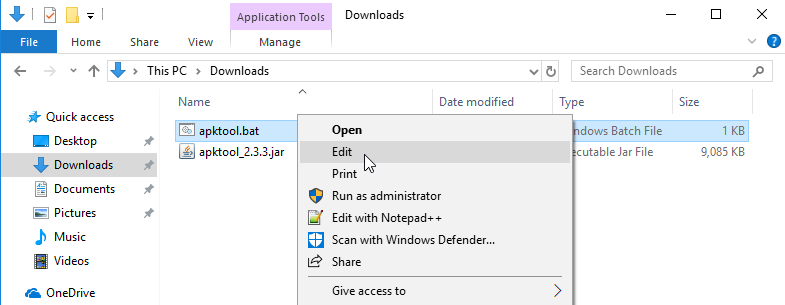 Application Tools
Downloads
File Home Share View Manage
This PC Downloads
Search Downloads
Name Date modified Type Size
Quick access
Desktop
Downloads
Documents
Pictures
Music
Videos
OneDrive
apktool.bat ndows Batch File 1 KB
apktool_2.3.3.jar ecutable Jar File 9,085 KB
Open
Edit
Print
Run as administrator
Edit with Notepad++
Scan with Windows Defender...
Share
Give access to